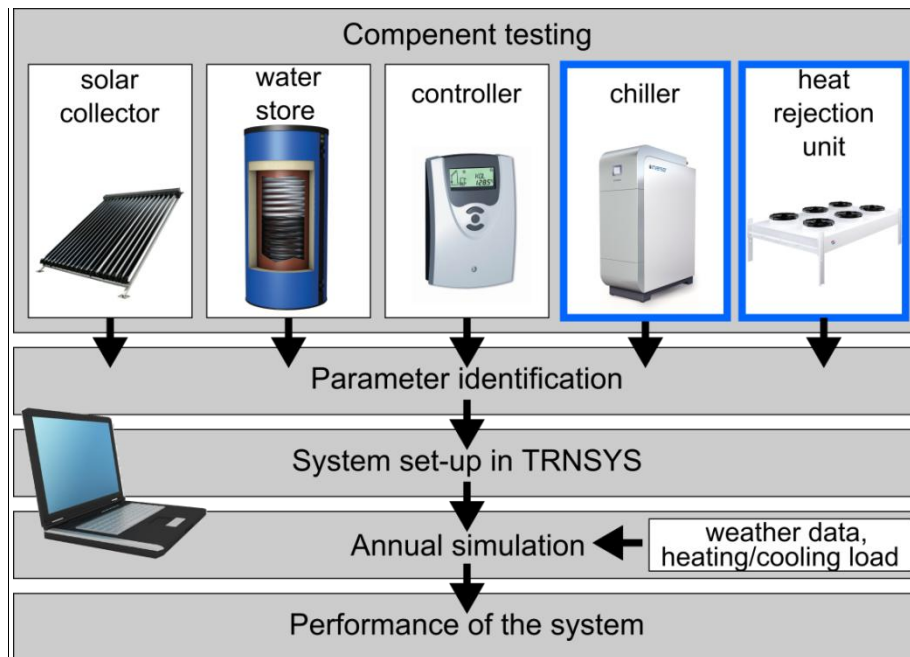 Compenent testing
solar
collector
water
store
controller
chiller
heat
rejection
unit
Parameter identification
System set-up in TRNSYS
Annual simulation
weather data,
heating/cooling load
Performance of the system